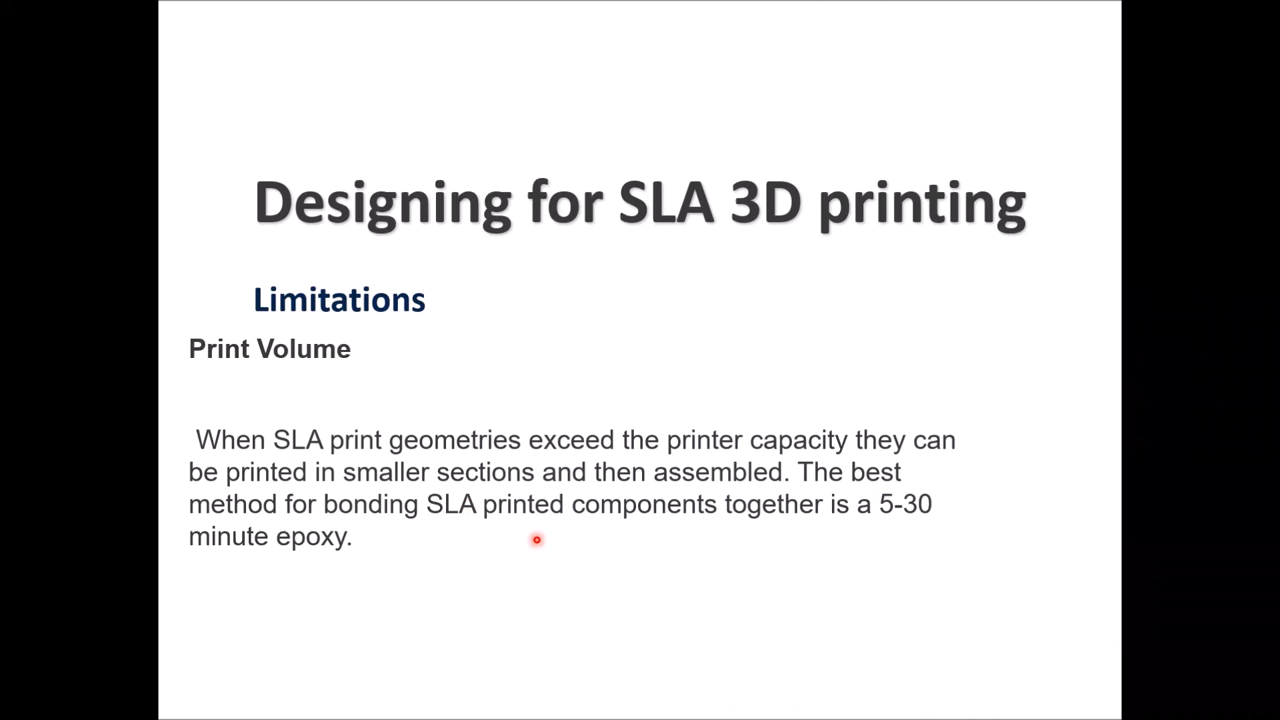 Designing for SLA 3D printing
Limitations
Print Volume
When SLA print geometries exceed the printer capacity they can
be printed in smaller sections and then assembled. The best
method for bonding SLA printed components together is a 5-30
minute epoxy.